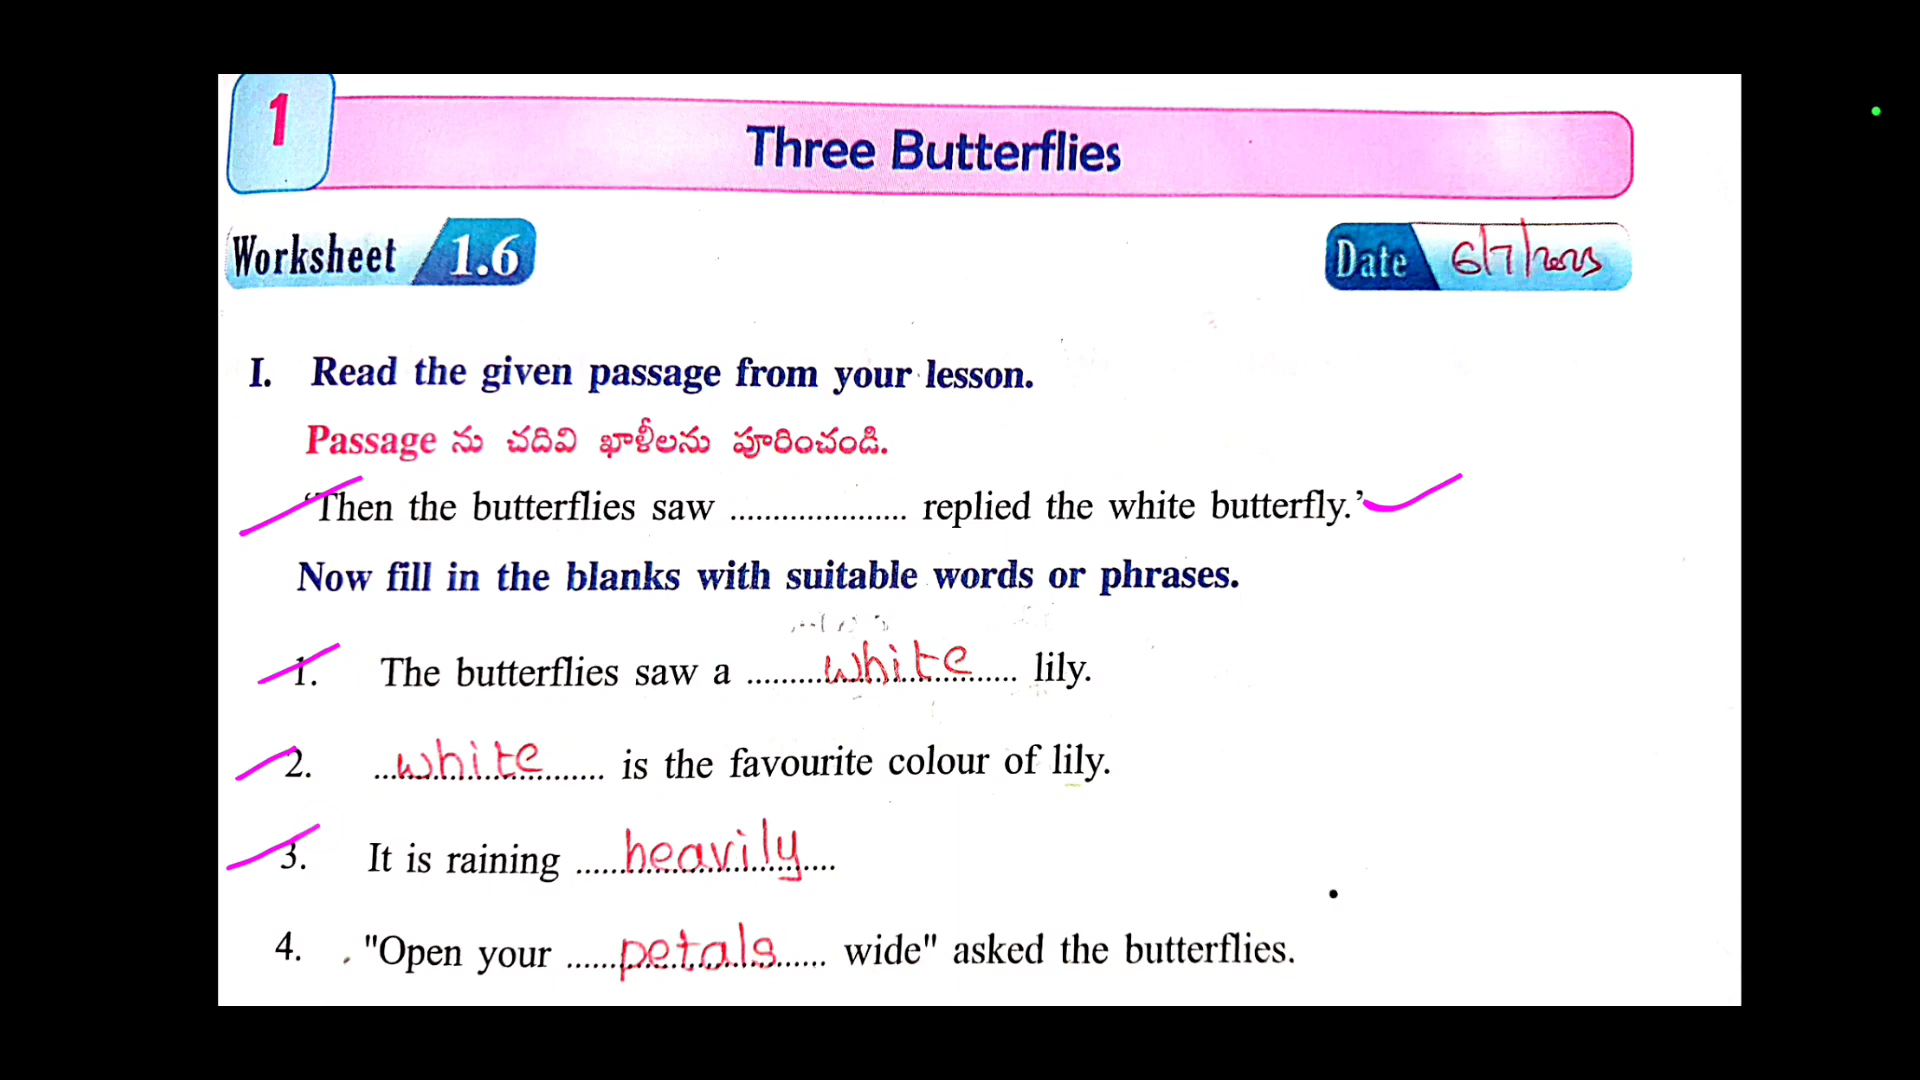 1
Three Butterflies
Worksheet 1.6
Date 6/7/2023
I. Read the given passage from your lesson.
Passage ను చదివి ఖాళీలను పూరించండి.
‘Then the butterflies saw ..................... replied the white butterfly.’
Now fill in the blanks with suitable words or phrases.
1. The butterflies saw a .........white......... lily.
2. ...white......... is the favourite colour of lily.
3. It is raining .....heavily.....
4. "Open your ......petals...... wide" asked the butterflies.